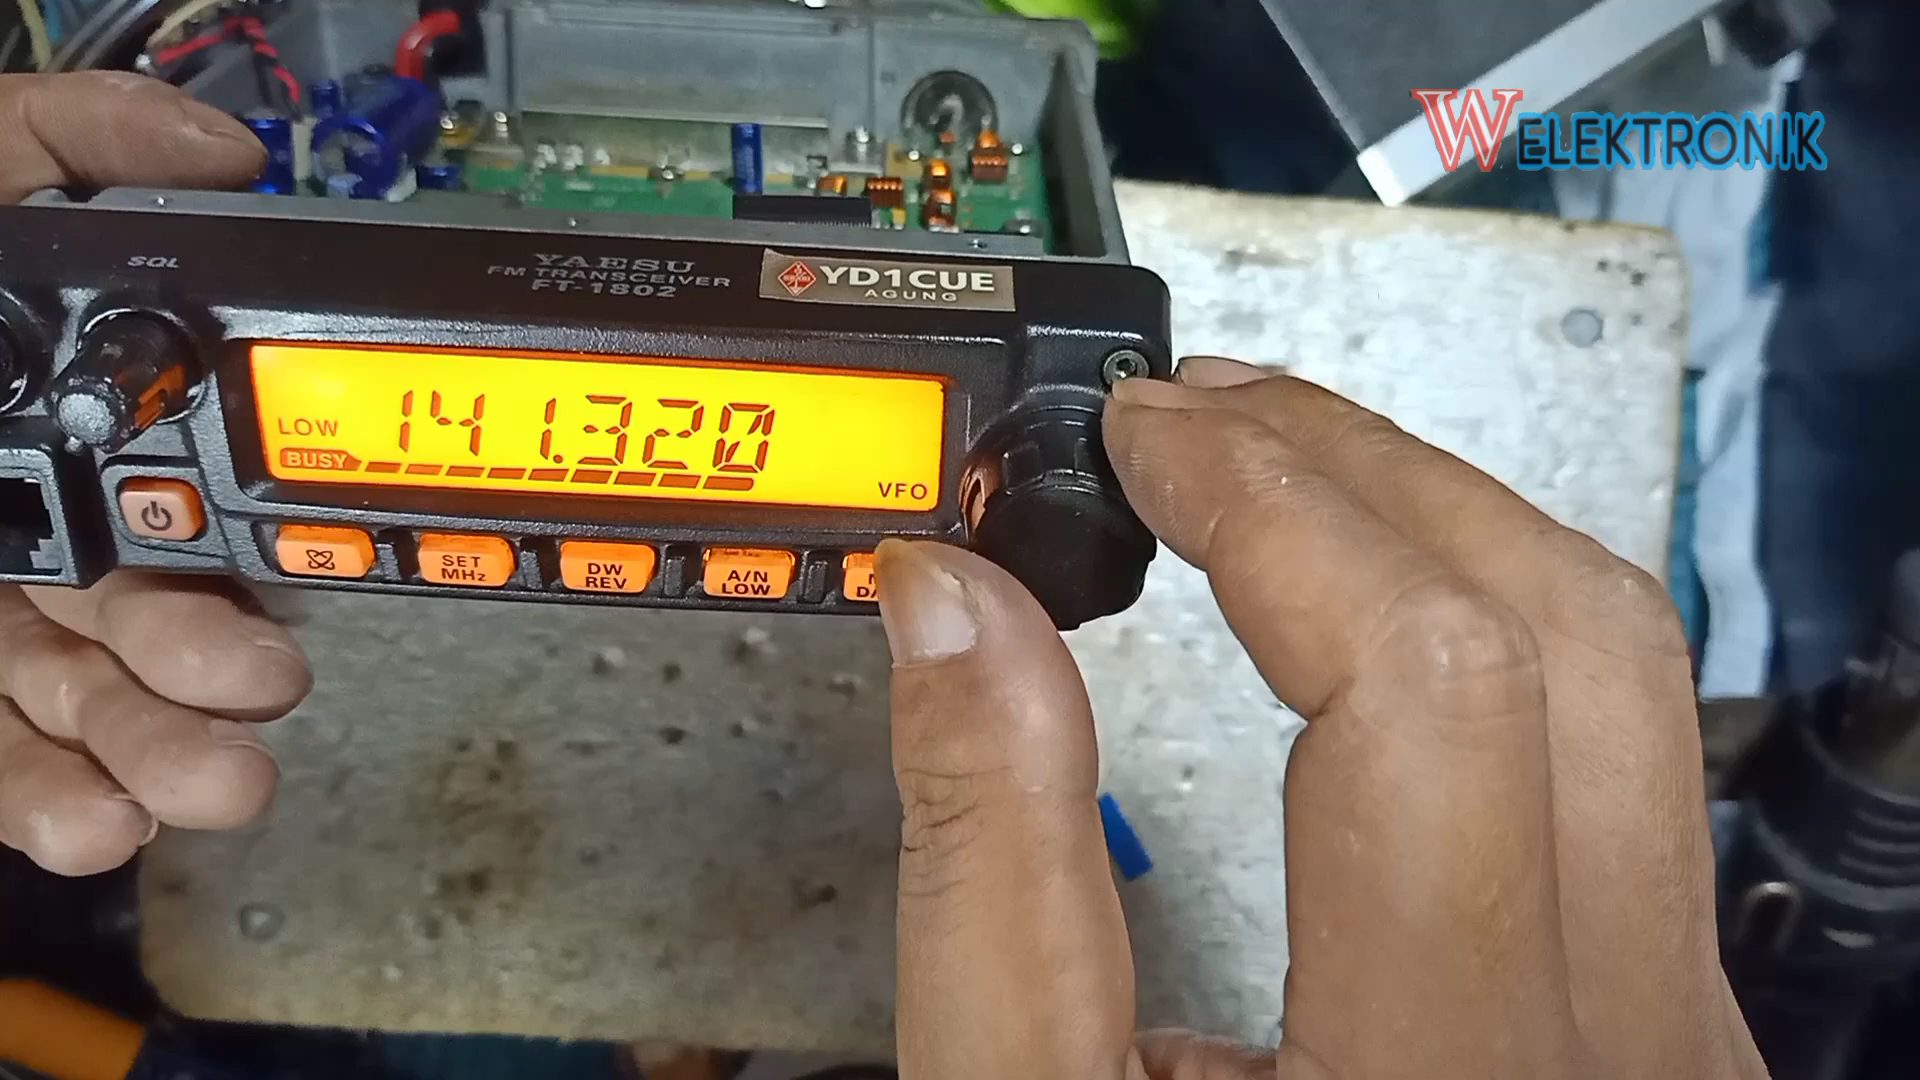 WELEKTRONIK
SQL
YAESU
FM TRANSCEIVER
FT-1802
YD1CUE
AGUNG
LOW
141.320
BUSY
VFO
SET
MHz
DW
REV
A/N
LOW